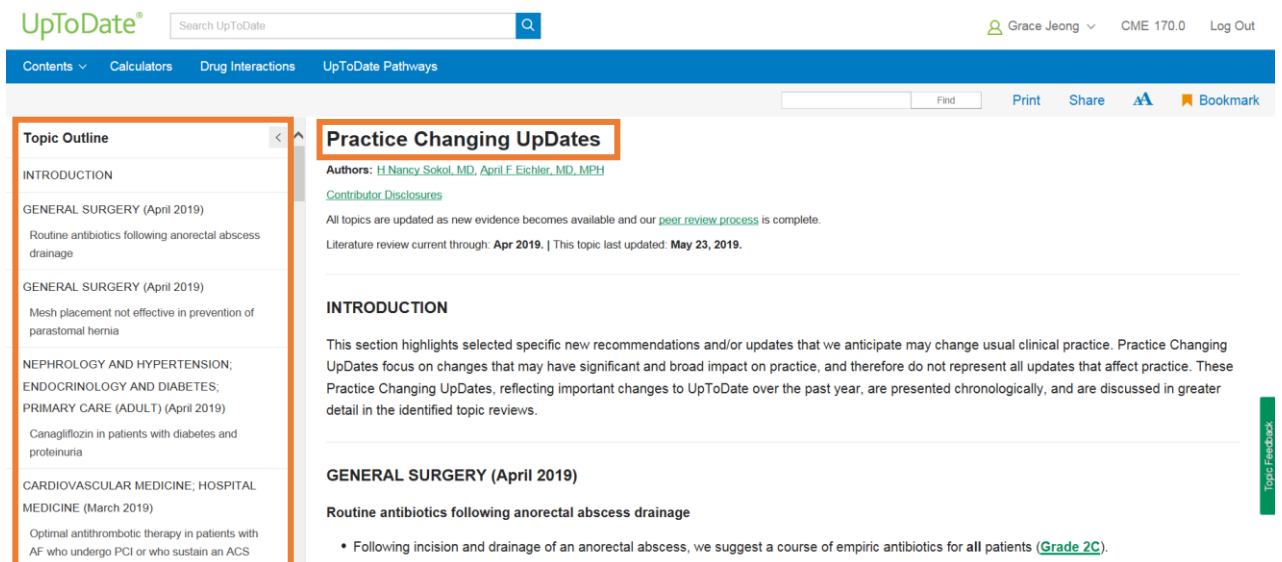 UpToDate®
Search UpToDate
Grace Jeong
CME 170.0
Log Out
Contents
Calculators
Drug Interactions
UpToDate Pathways
Find
Print
Share
AA
Bookmark
Topic Outline
INTRODUCTION
GENERAL SURGERY (April 2019)
Routine antibiotics following anorectal abscess
drainage
GENERAL SURGERY (April 2019)
Mesh placement not effective in prevention of
parastomal hernia
NEPHROLOGY AND HYPERTENSION;
ENDOCRINOLOGY AND DIABETES;
PRIMARY CARE (ADULT) (April 2019)
Canagliflozin in patients with diabetes and
proteinuria
CARDIOVASCULAR MEDICINE; HOSPITAL
MEDICINE (March 2019)
Optimal antithrombotic therapy in patients with
AF who undergo PCI or who sustain an ACS
Practice Changing UpDates
Authors: H Nancy Sokol, MD, April F Eichler, MD, MPH
Contributor Disclosures
All topics are updated as new evidence becomes available and our peer review process is complete.
Literature review current through: Apr 2019. | This topic last updated: May 23, 2019.
INTRODUCTION
This section highlights selected specific new recommendations and/or updates that we anticipate may change usual clinical practice. Practice Changing
UpDates focus on changes that may have significant and broad impact on practice, and therefore do not represent all updates that affect practice. These
Practice Changing UpDates, reflecting important changes to UpToDate over the past year, are presented chronologically, and are discussed in greater
detail in the identified topic reviews.
GENERAL SURGERY (April 2019)
Routine antibiotics following anorectal abscess drainage
• Following incision and drainage of an anorectal abscess, we suggest a course of empiric antibiotics for all patients (Grade 2C).
Topic Feedback